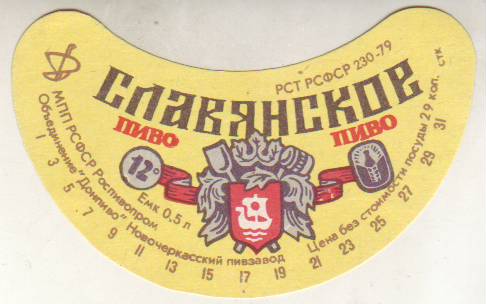 РСТ РСФСР 230-79
СЛАВЯНСКОЕ
ПИВО ПИВО
12°
Емк 0,5 л
МПП РСФСР Роспивопром
Объединение "Донпиво" Новочеркасский пивзавод
Цена без стоимости посуды 29 коп. стк
1 3 5 7 9 11 13 15 17 19 21 23 25 27 29 31